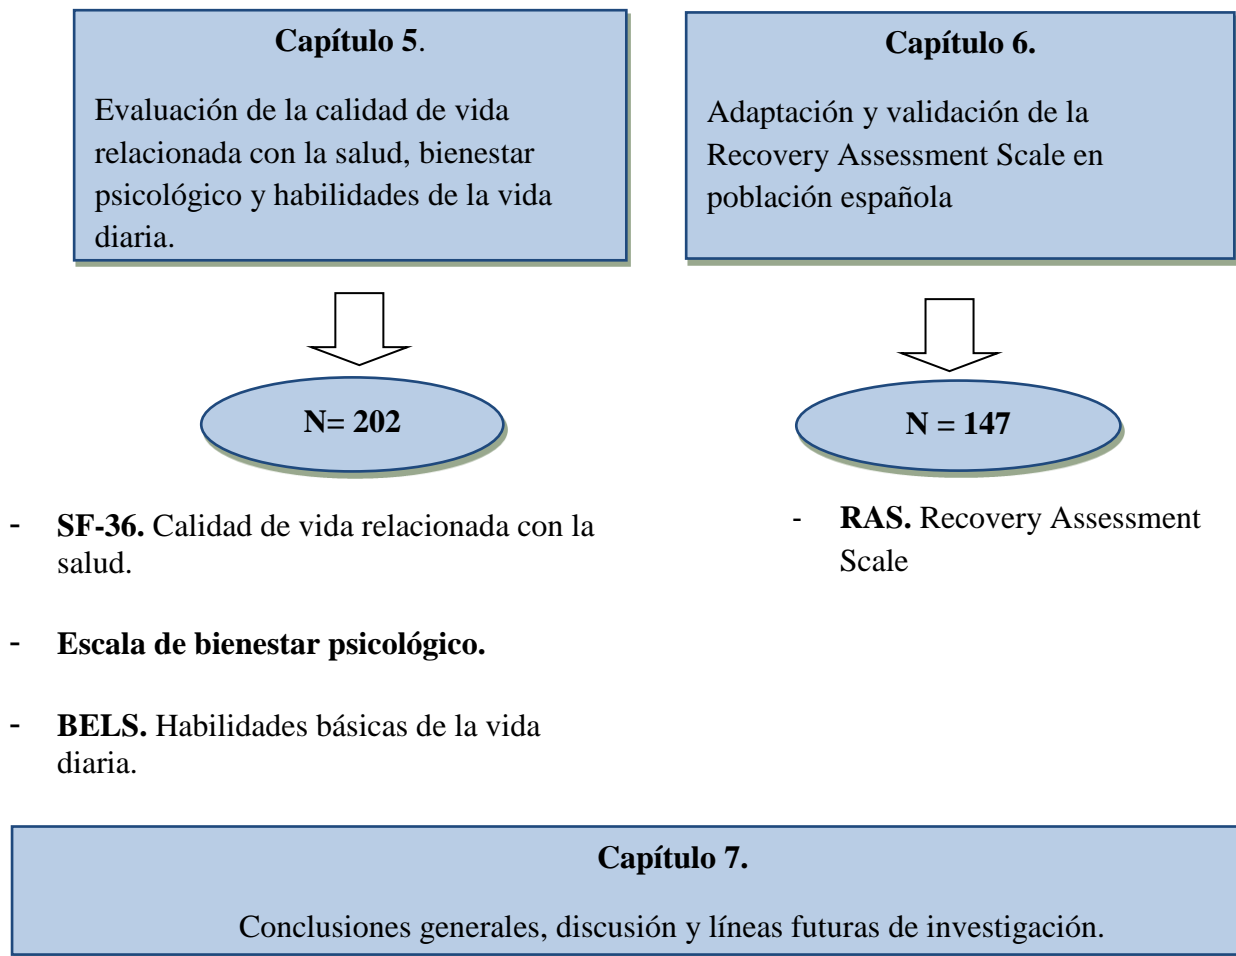 Capítulo 5.
Evaluación de la calidad de vida
relacionada con la salud, bienestar
psicológico y habilidades de la vida
diaria.
N= 202
- SF-36. Calidad de vida relacionada con la
salud.
- Escala de bienestar psicológico.
- BELS. Habilidades básicas de la vida
diaria.
Capítulo 6.
Adaptación y validación de la
Recovery Assessment Scale en
población española
N = 147
- RAS. Recovery Assessment
Scale
Capítulo 7.
Conclusiones generales, discusión y líneas futuras de investigación.